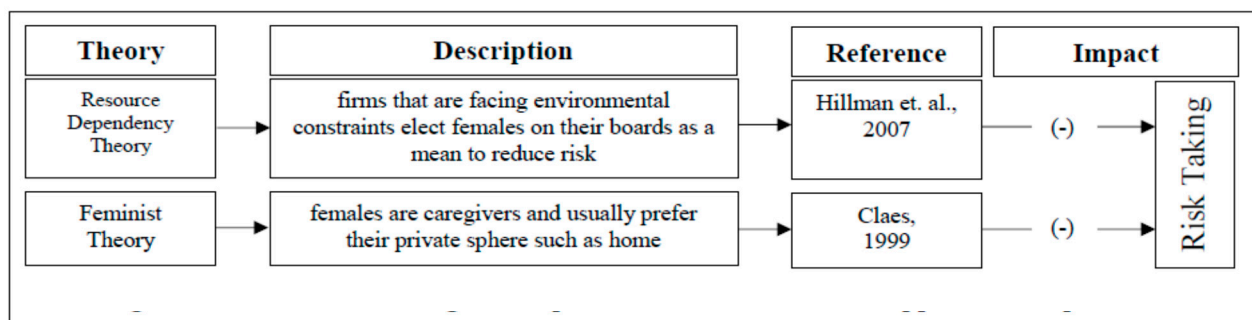 Theory
Description
Reference
Impact
Resource
Dependency
Theory
firms that are facing environmental
constraints elect females on their boards as a
mean to reduce risk
Hillman et. al.,
2007
(-)
Risk Taking
Feminist
Theory
females are caregivers and usually prefer
their private sphere such as home
Claes,
1999
(-)